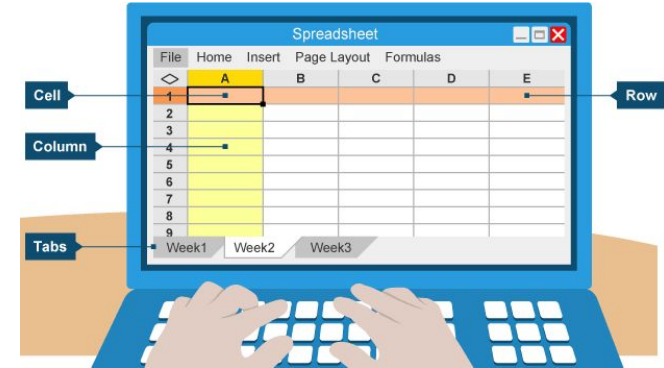 Spreadsheet
File Home Insert Page Layout Formulas
A B C D E
Cell
1
Row
2
3
Column
4
5
6
7
8
9
Tabs
Week1 Week2 Week3